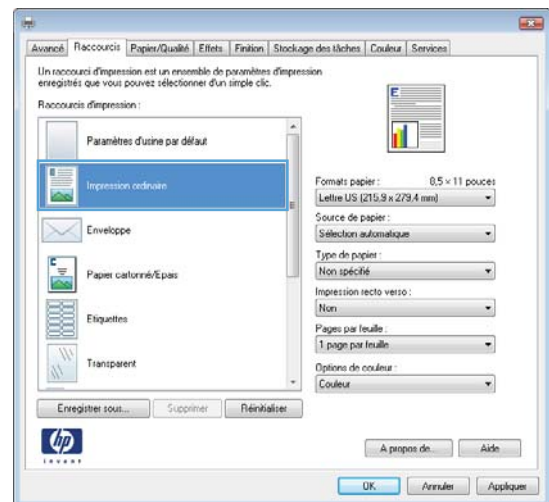 Avancé Raccourcis Papier/Qualité Effets Finition Stockage des tâches Couleur Services
Un raccourci d'impression est un ensemble de paramètres d'impression
enregistrés que vous pouvez sélectionner d'un simple clic.
Raccourcis d'impression :
Paramètres d'usine par défaut
Impression ordinaire
Enveloppe
Papier cartonné/Épais
Etiquettes
Transparent
Enregistrer sous...
Supprimer
Réinitialiser
E
Formats papier : 8,5 × 11 pouces
Lettre US (215,9 x 279,4 mm)
Source de papier :
Sélection automatique
Type de papier :
Non spécifié
Impression recto verso :
Non
Pages par feuille :
1 page par feuille
Options de couleur :
Couleur
hp
invent
A propos de...
Aide
OK
Annuler
Appliquer